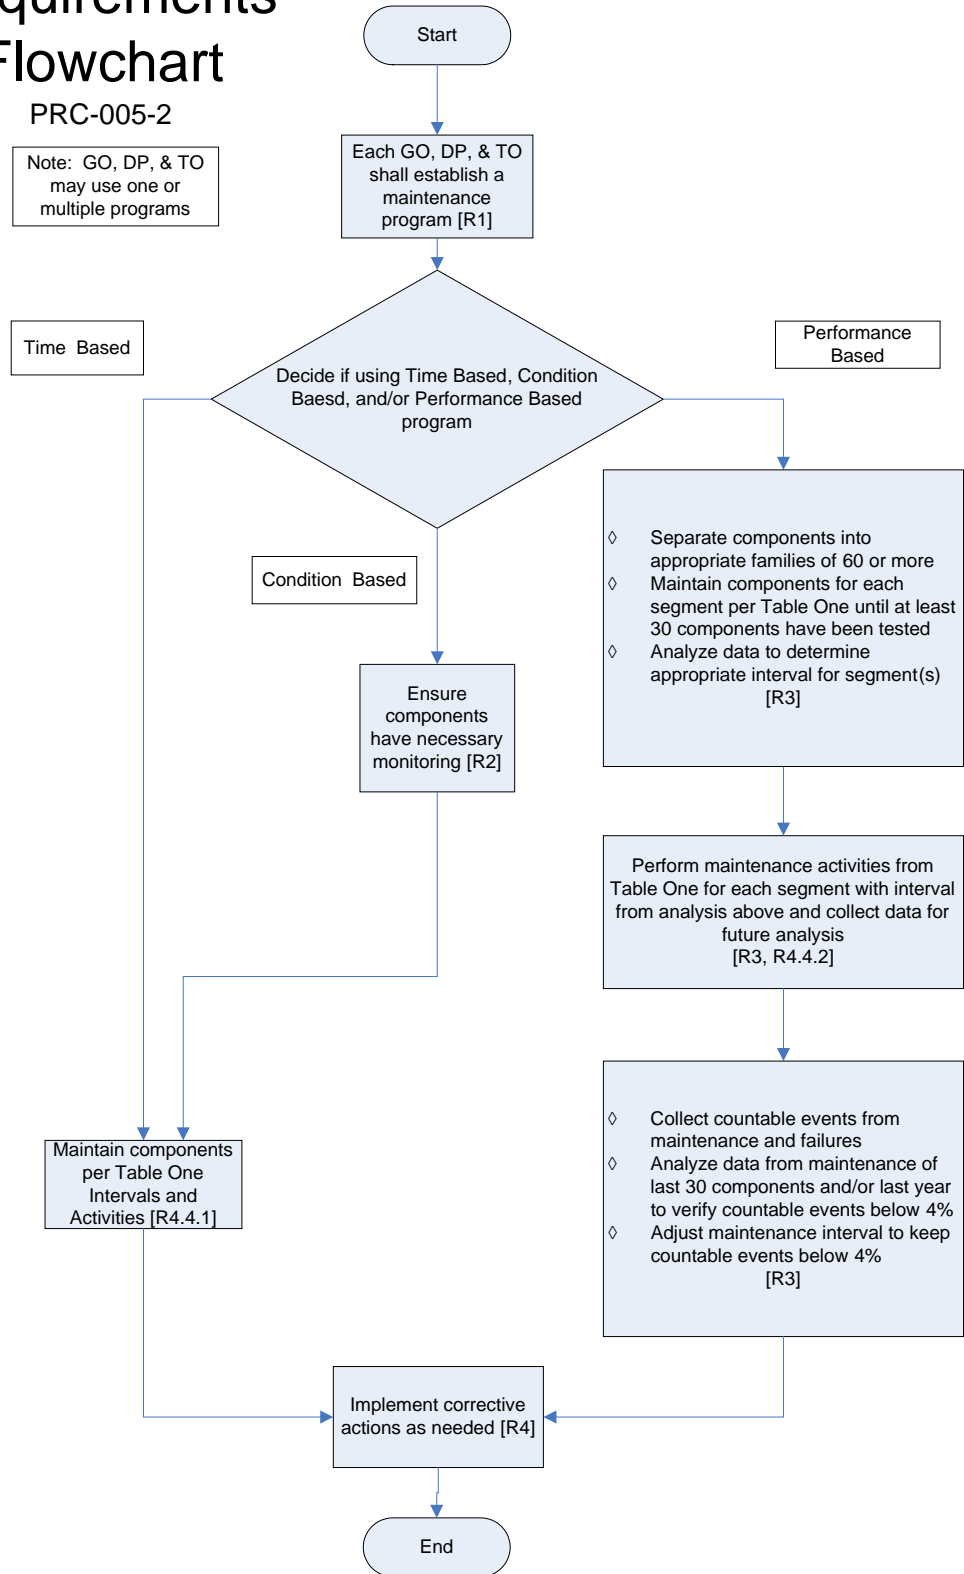 quirements
Flowchart
PRC-005-2
Note: GO, DP, & TO
may use one or
multiple programs
Start
Each GO, DP, & TO
shall establish a
maintenance
program [R1]
Time Based
Performance
Based
Decide if using Time Based, Condition
Baesd, and/or Performance Based
program
Condition Based
◊ Separate components into
appropriate families of 60 or more
◊ Maintain components for each
segment per Table One until at least
30 components have been tested
◊ Analyze data to determine
appropriate interval for segment(s)
[R3]
Ensure
components
have necessary
monitoring [R2]
Perform maintenance activities from
Table One for each segment with interval
from analysis above and collect data for
future analysis
[R3, R4.4.2]
Maintain components
per Table One
Intervals and
Activities [R4.4.1]
◊ Collect countable events from
maintenance and failures
◊ Analyze data from maintenance of
last 30 components and/or last year
to verify countable events below 4%
◊ Adjust maintenance interval to keep
countable events below 4%
[R3]
Implement corrective
actions as needed [R4]
End